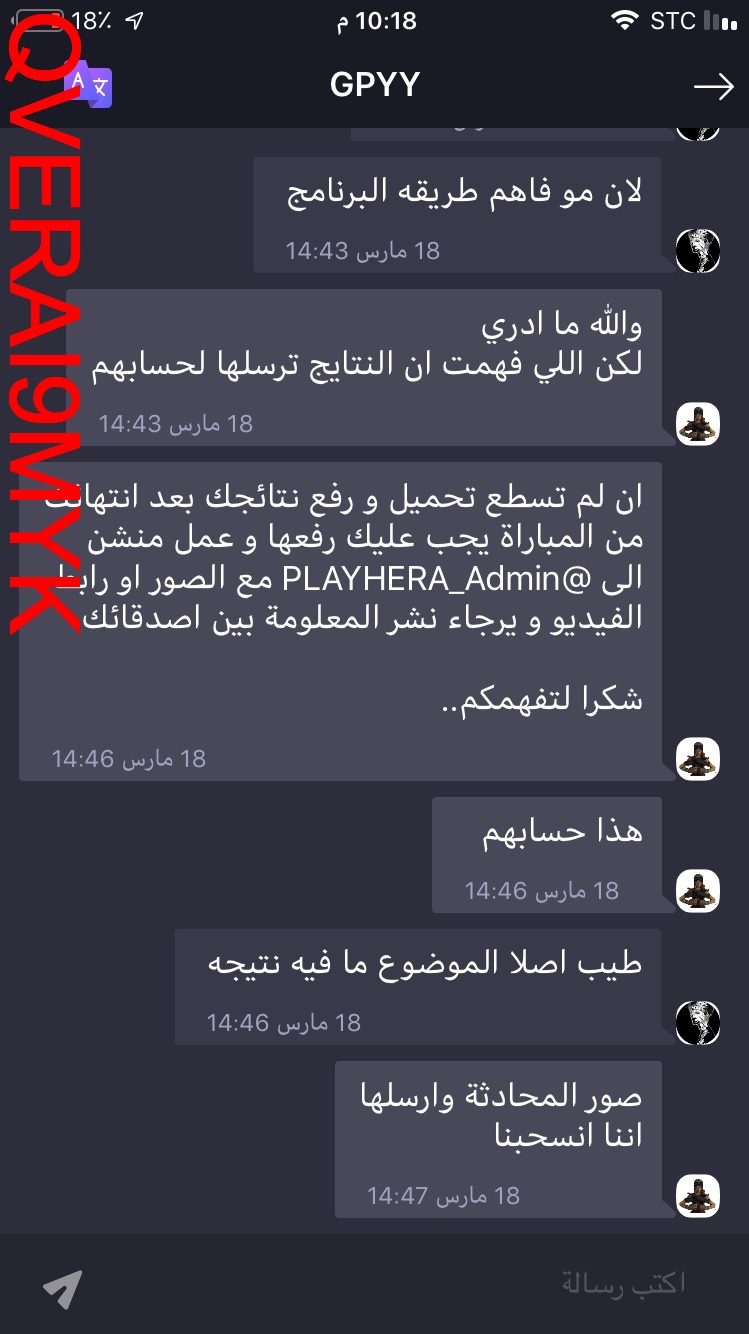 18٪
10:18 م
STC
QVERAI9MYK
A
GPYY
لان مو فاهم طريقه البرنامج
18 مارس 14:43
والله ما ادري
لكن اللي فهمت ان النتايج ترسلها لحسابهم
18 مارس 14:43
ان لم تسطع تحميل و رفع نتائجك بعد انتهائك
من المباراة يجب عليك رفعها و عمل منشن
الى @PLAYHERA_Admin مع الصور او رابط
الفيديو و يرجاء نشر المعلومة بين اصدقائك
شكرا لتفهمكم..
18 مارس 14:46
هذا حسابهم
18 مارس 14:46
طيب اصلا الموضوع ما فيه نتيجه
18 مارس 14:46
صور المحادثة وارسلها
اننا انسحبنا
18 مارس 14:47
اكتب رسالة